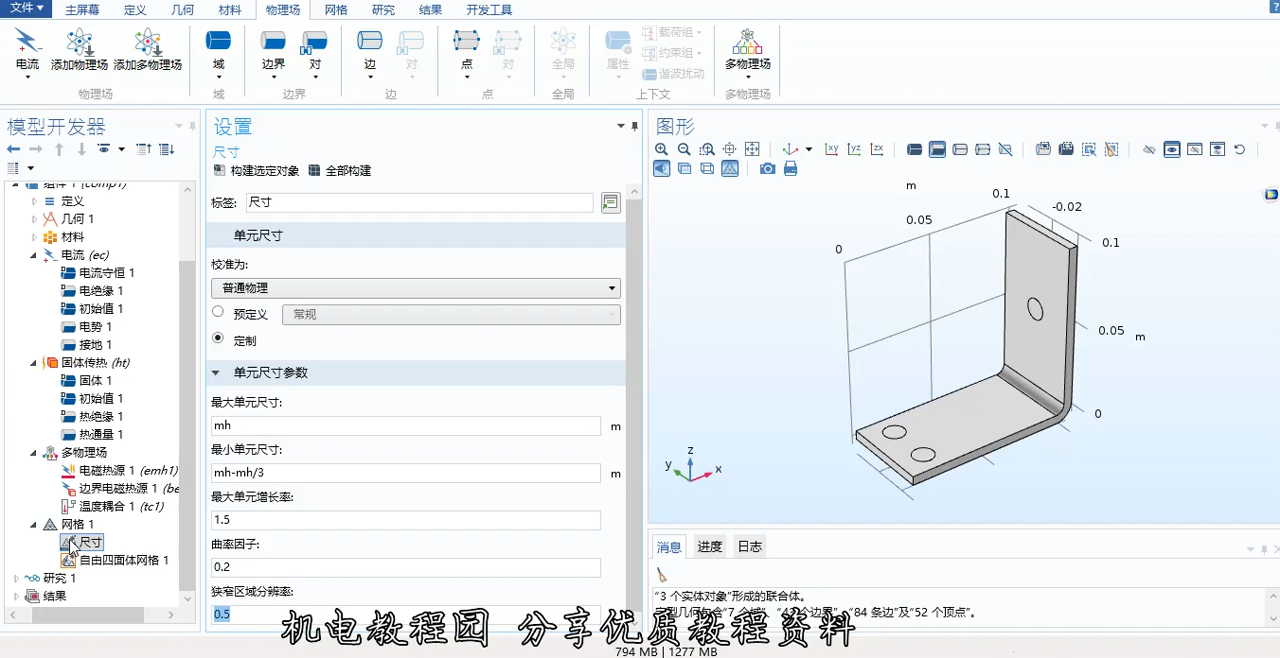 文件▼ 主屏幕 定义 几何 材料 物理场 网格 研究 结果 开发工具
电流 添加物理场 添加多物理场 域 边界 对 边 对 点 对 全局 属性 载荷组 约束组 谐波扰动 多物理场
物理场 域 边界 边 点 全局 上下文 多物理场
模型开发器
组件 1 (comp1)
定义
几何 1
材料
电流 (ec)
电流守恒 1
电绝缘 1
初始值 1
电势 1
接地 1
固体传热 (ht)
固体 1
初始值 1
热绝缘 1
热通量 1
多物理场
电磁热源 1 (emh1)
边界电磁热源 1 (be
温度耦合 1 (tc1)
网格 1
尺寸
自由四面体网格 1
研究 1
结果
设置
尺寸
构建选定对象 全部构建
标签: 尺寸
单元尺寸
校准为:
普通物理
预定义 常规
定制
单元尺寸参数
最大单元尺寸:
mh m
最小单元尺寸:
mh-mh/3 m
最大单元增长率:
1.5
曲率因子:
0.2
狭窄区域分辨率:
0.5
图形
xy yz zx
m
0.1
-0.02
0.05
0.1
0
0.05
m
0
z
y x
消息 进度 日志
“3 个实体对象”形成的联合体。
“84 条边”及“52 个顶点”。
机电教程园 分享优质教程资料
794 MB | 1277 MB